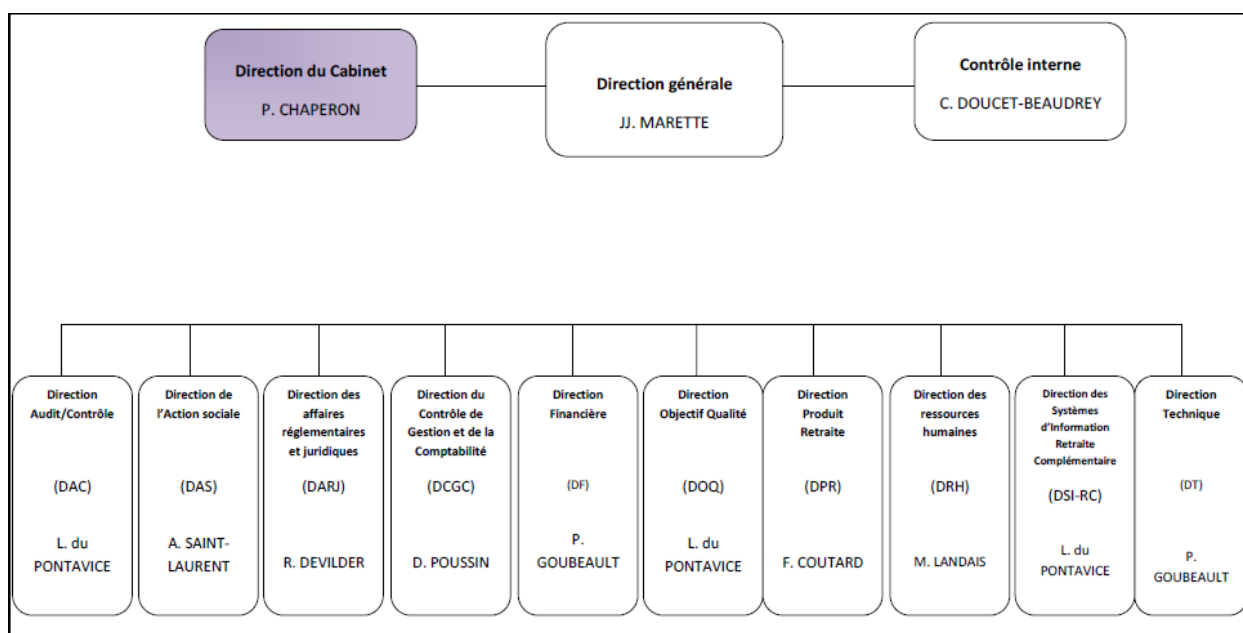 Direction du Cabinet
P. CHAPERON
Direction générale
JJ. MARETTE
Contrôle interne
C. DOUCET-BEAUDREY
Direction
Audit/Contrôle
(DAC)
L. du
PONTAVICE
Direction de
l'Action sociale
(DAS)
A. SAINT-
LAURENT
Direction des
affaires
réglementaires
et juridiques
(DARJ)
R. DEVILDER
Direction du
Contrôle de
Gestion et de la
Comptabilité
(DCGC)
D. POUSSIN
Direction
Financière
(DF)
P.
GOUBEAULT
Direction
Objectif Qualité
(DOQ)
L. du
PONTAVICE
Direction
Produit
Retraite
(DPR)
F. COUTARD
Direction des
ressources
humaines
(DRH)
M. LANDAIS
Direction des
Systèmes
d'Information
Retraite
Complémentaire
(DSI-RC)
L. du
PONTAVICE
Direction
Technique
(DT)
P.
GOUBEAULT